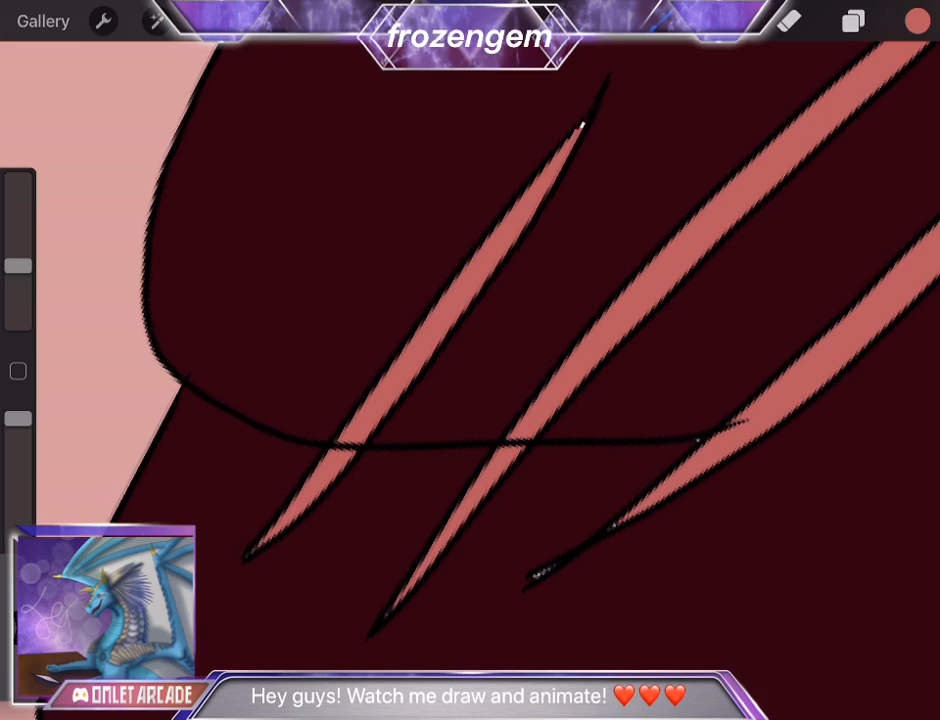 Gallery
frozengem
OMLET ARCADE
Hey guys! Watch me draw and animate! ❤️❤️❤️